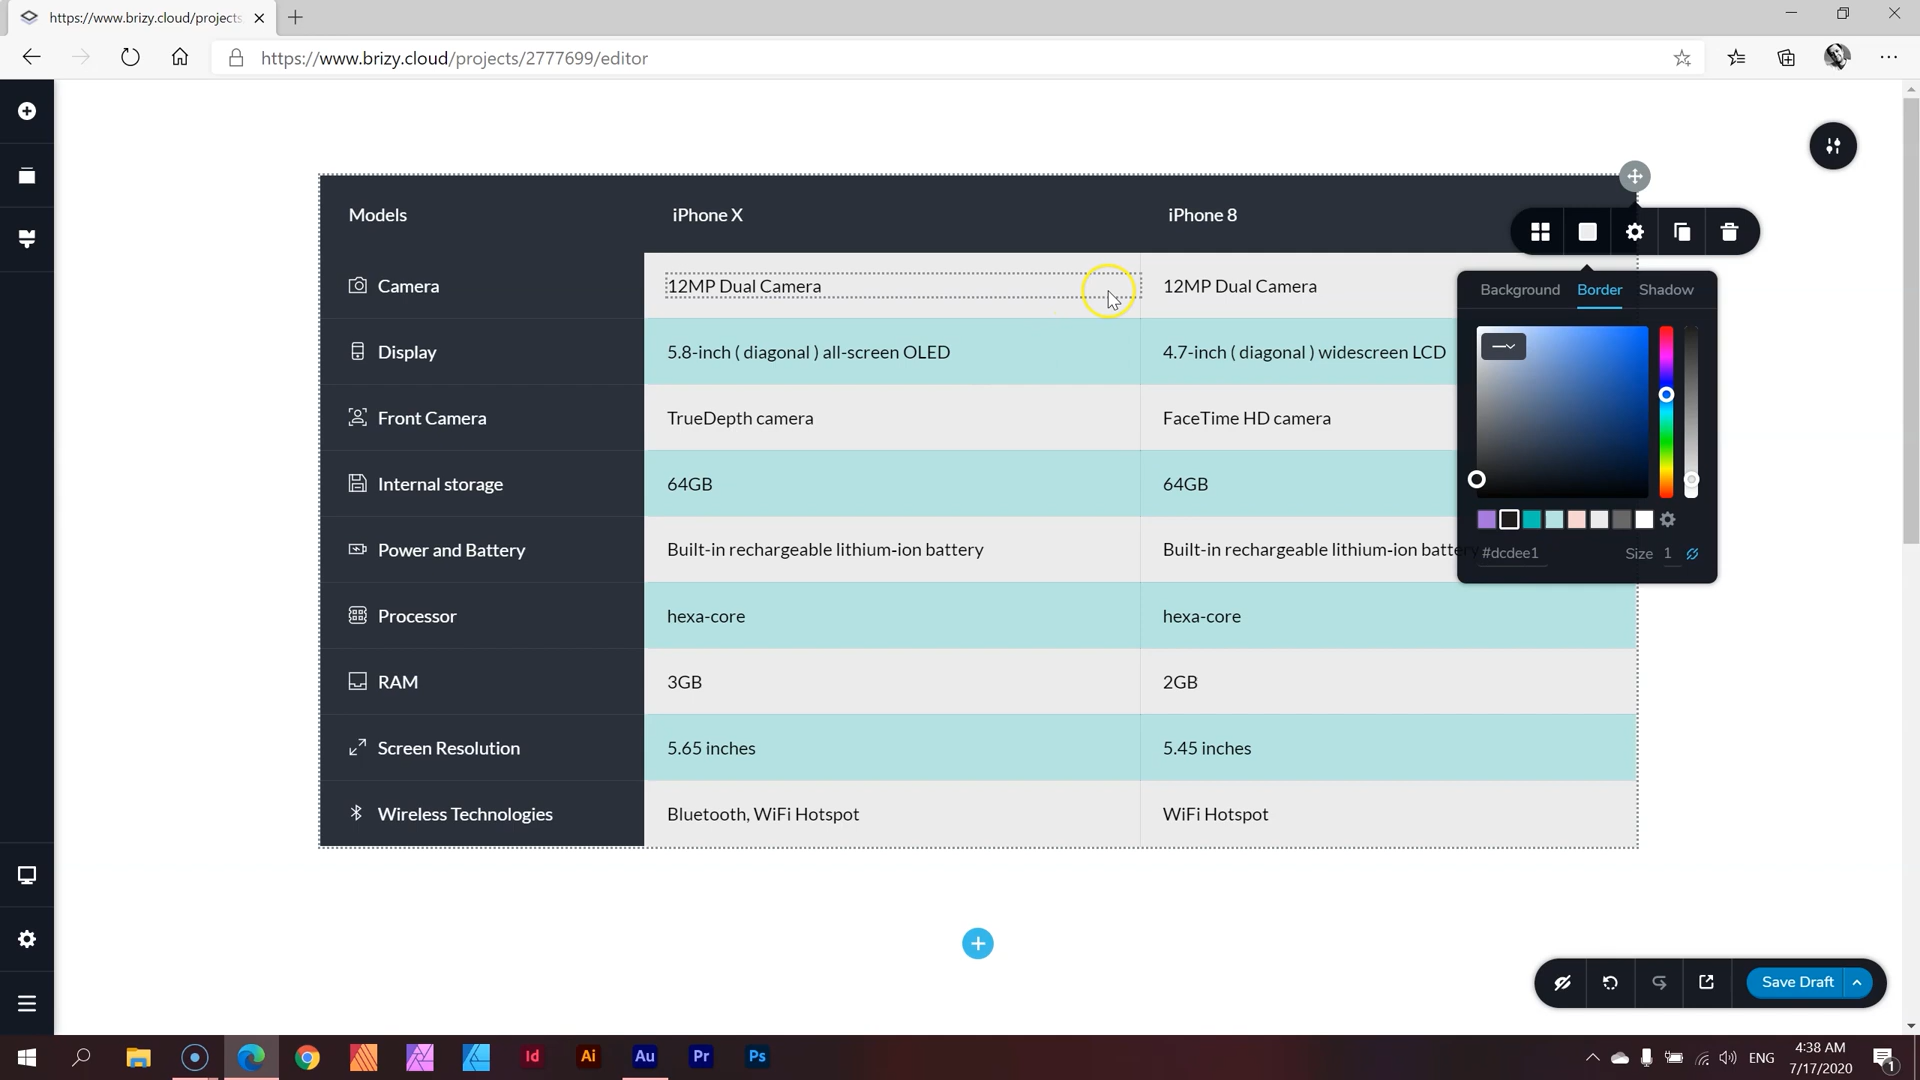 https://www.brizy.cloud/projects
https://www.brizy.cloud/projects/2777699/editor
Models iPhone X iPhone 8
Camera 12MP Dual Camera 12MP Dual Camera
Background Border Shadow
Display 5.8-inch ( diagonal ) all-screen OLED 4.7-inch ( diagonal ) widescreen LCD
Front Camera TrueDepth camera FaceTime HD camera
Internal storage 64GB 64GB
Power and Battery Built-in rechargeable lithium-ion battery Built-in rechargeable lithium-ion battery
#dcdee1 Size 1
Processor hexa-core hexa-core
RAM 3GB 2GB
Screen Resolution 5.65 inches 5.45 inches
Wireless Technologies Bluetooth, WiFi Hotspot WiFi Hotspot
Save Draft
Id Ai Au Pr Ps
ENG
4:38 AM
7/17/2020
1